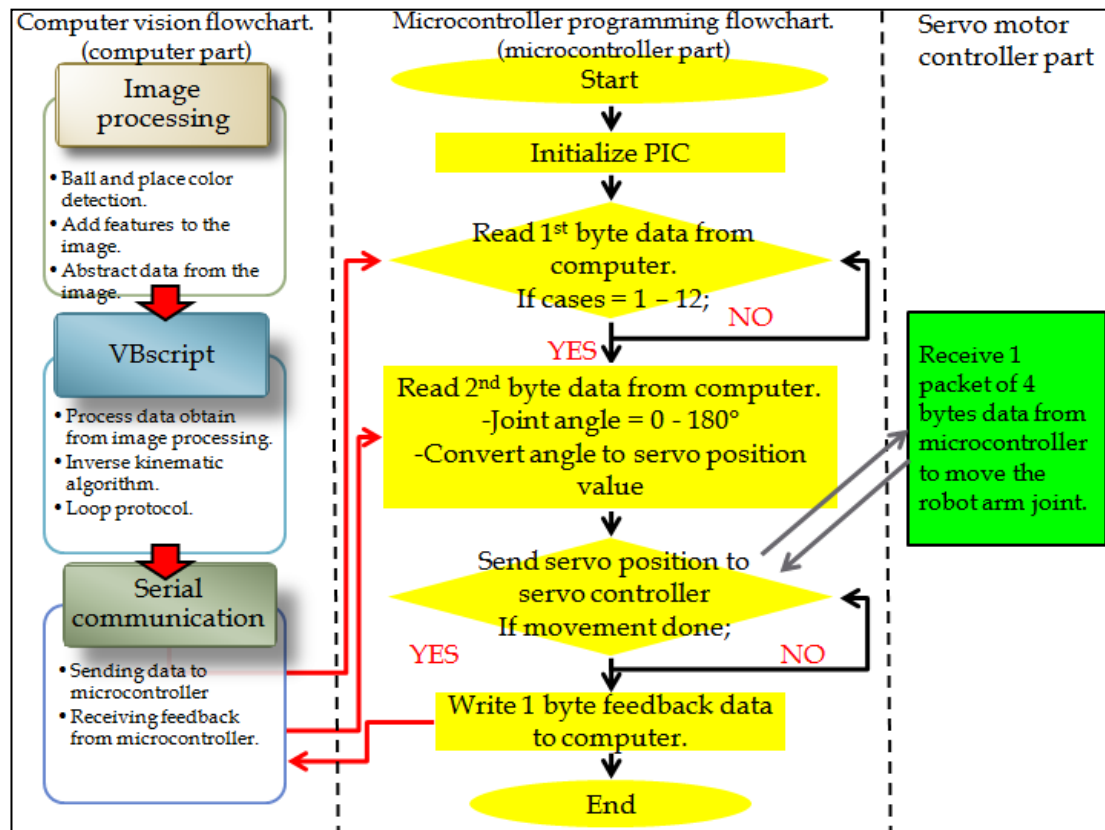 Computer vision flowchart.
(computer part)
Image
processing
• Ball and place color
detection.
• Add features to the
image.
• Abstract data from the
image.
VBscript
• Process data obtain
from image processing.
• Inverse kinematic
algorithm.
• Loop protocol.
Serial
communication
• Sending data to
microcontroller
• Receiving feedback
from microcontroller.
Microcontroller programming flowchart.
(microcontroller part)
Start
Initialize PIC
Read 1st byte data from
computer.
If cases = 1 – 12;
NO
YES
Read 2nd byte data from computer.
-Joint angle = 0 - 180°
-Convert angle to servo position
value
Send servo position to
servo controller
If movement done;
YES
NO
Write 1 byte feedback data
to computer.
End
Servo motor
controller part
Receive 1
packet of 4
bytes data from
microcontroller
to move the
robot arm joint.